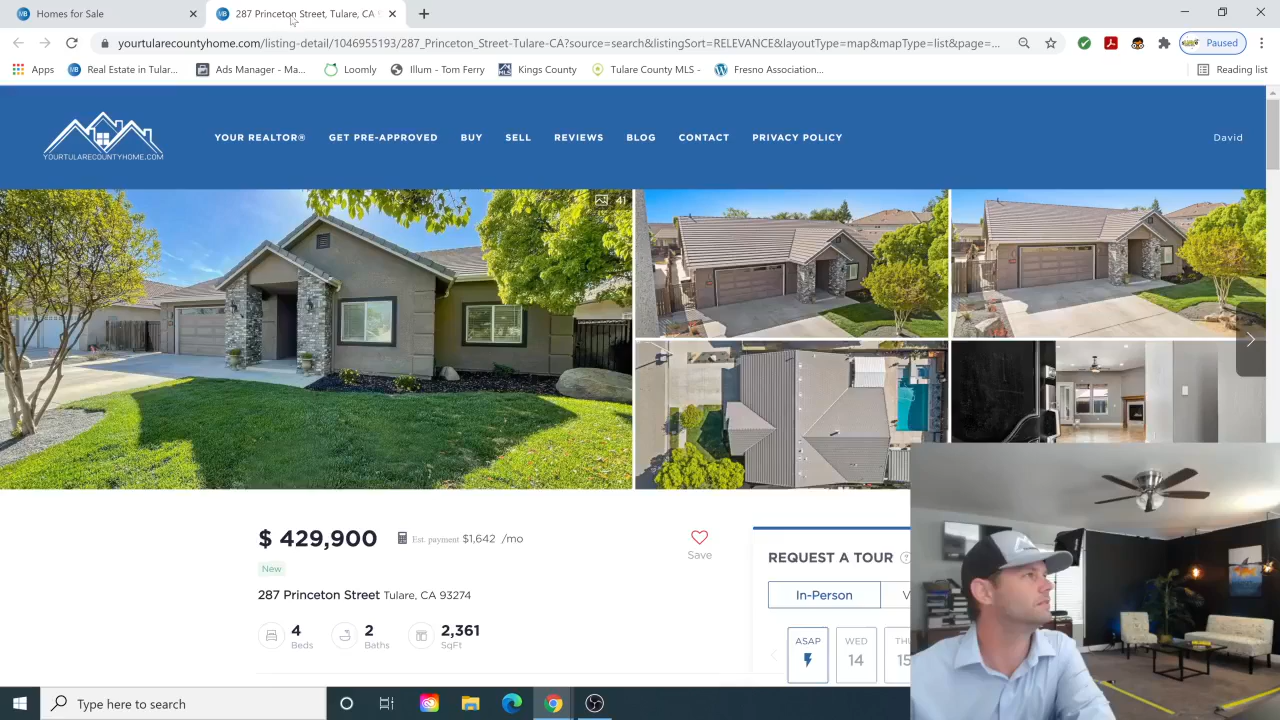 Homes for Sale
287 Princeton Street, Tulare, CA
yourtularecountyhome.com/listing-detail/1046955193/287_Princeton_Street-Tulare-CA?source=search&listingSort=RELEVANCE&layoutType=map&mapType=list&page=...
Paused
Apps
Real Estate in Tular...
Ads Manager - Ma...
Loomly
Illum - Tom Ferry
Kings County
Tulare County MLS -
Fresno Association...
Reading list
YOURTULARECOUNTYHOME.COM
YOUR REALTOR®
GET PRE-APPROVED
BUY
SELL
REVIEWS
BLOG
CONTACT
PRIVACY POLICY
David
41
$ 429,900
Est. payment $1,642 /mo
Save
New
287 Princeton Street Tulare, CA 93274
4
Beds
2
Baths
2,361
SqFt
REQUEST A TOUR
In-Person
V
ASAP
WED
14
THU
15
Type here to search